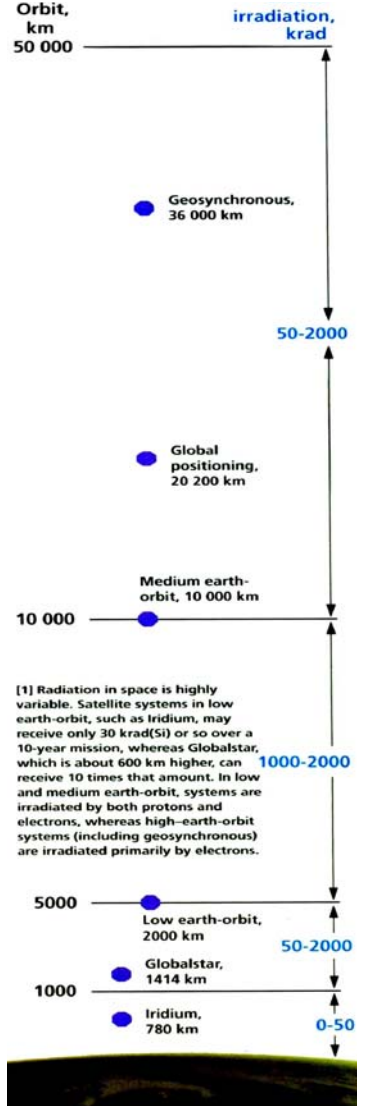 Orbit,
km
irradiation,
krad
50 000
Geosynchronous,
36 000 km
50-2000
Global
positioning,
20 200 km
Medium earth-
orbit, 10 000 km
10 000
[1] Radiation in space is highly
variable. Satellite systems in low
earth-orbit, such as Iridium, may
receive only 30 krad(Si) or so over a
10-year mission, whereas Globalstar,
which is about 600 km higher, can
receive 10 times that amount. In low
and medium earth-orbit, systems are
irradiated by both protons and
electrons, whereas high–earth-orbit
systems (including geosynchronous)
are irradiated primarily by electrons.
1000-2000
5000
Low earth-orbit,
2000 km
50-2000
Globalstar,
1414 km
1000
Iridium,
780 km
0-50